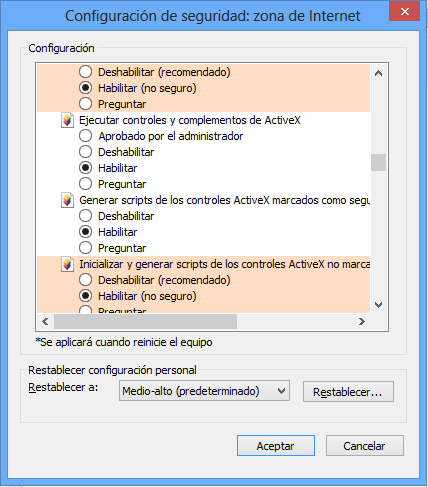 Configuración de seguridad: zona de Internet
Configuración
Deshabilitar (recomendado)
Habilitar (no seguro)
Preguntar
Ejecutar controles y complementos de ActiveX
Aprobado por el administrador
Deshabilitar
Habilitar
Preguntar
Generar scripts de los controles ActiveX marcados como segu
Deshabilitar
Habilitar
Preguntar
Inicializar y generar scripts de los controles ActiveX no marca
Deshabilitar (recomendado)
Habilitar (no seguro)
Preguntar
*Se aplicará cuando reinicie el equipo
Restablecer configuración personal
Restablecer a:
Medio-alto (predeterminado)
Restablecer...
Aceptar
Cancelar